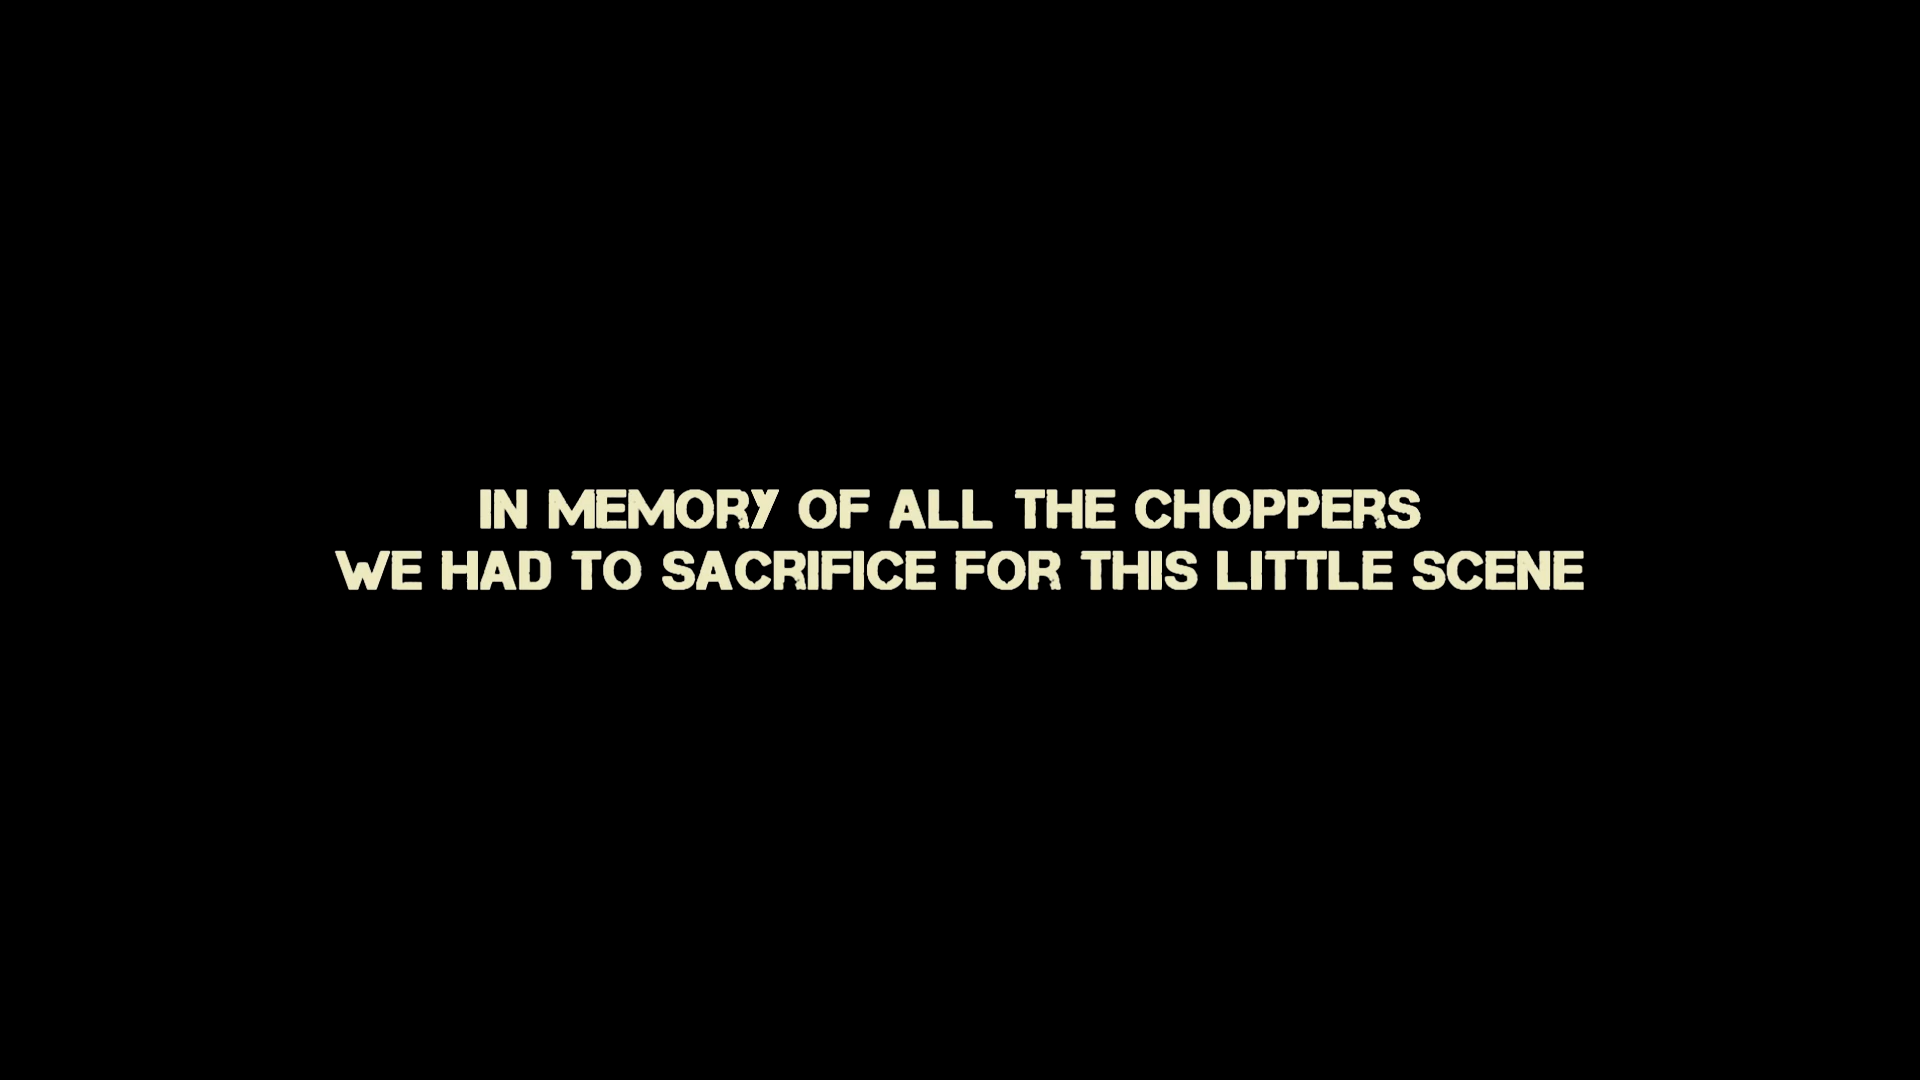 IN MEMORY OF ALL THE CHOPPERS
WE HAD TO SACRIFICE FOR THIS LITTLE SCENE